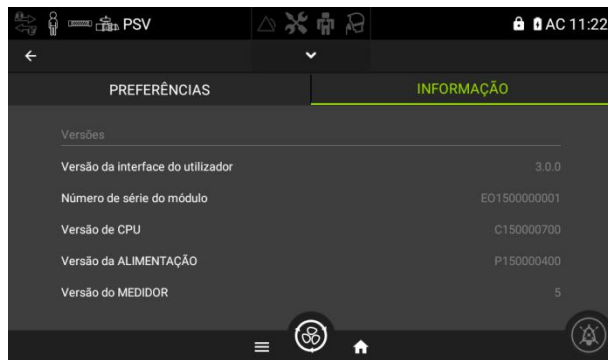 PSV AC 11:22
PREFERÊNCIAS INFORMAÇÃO
Versões
Versão da interface do utilizador 3.0.0
Número de série do módulo EO1500000001
Versão de CPU C150000700
Versão da ALIMENTAÇÃO P150000400
Versão do MEDIDOR 5